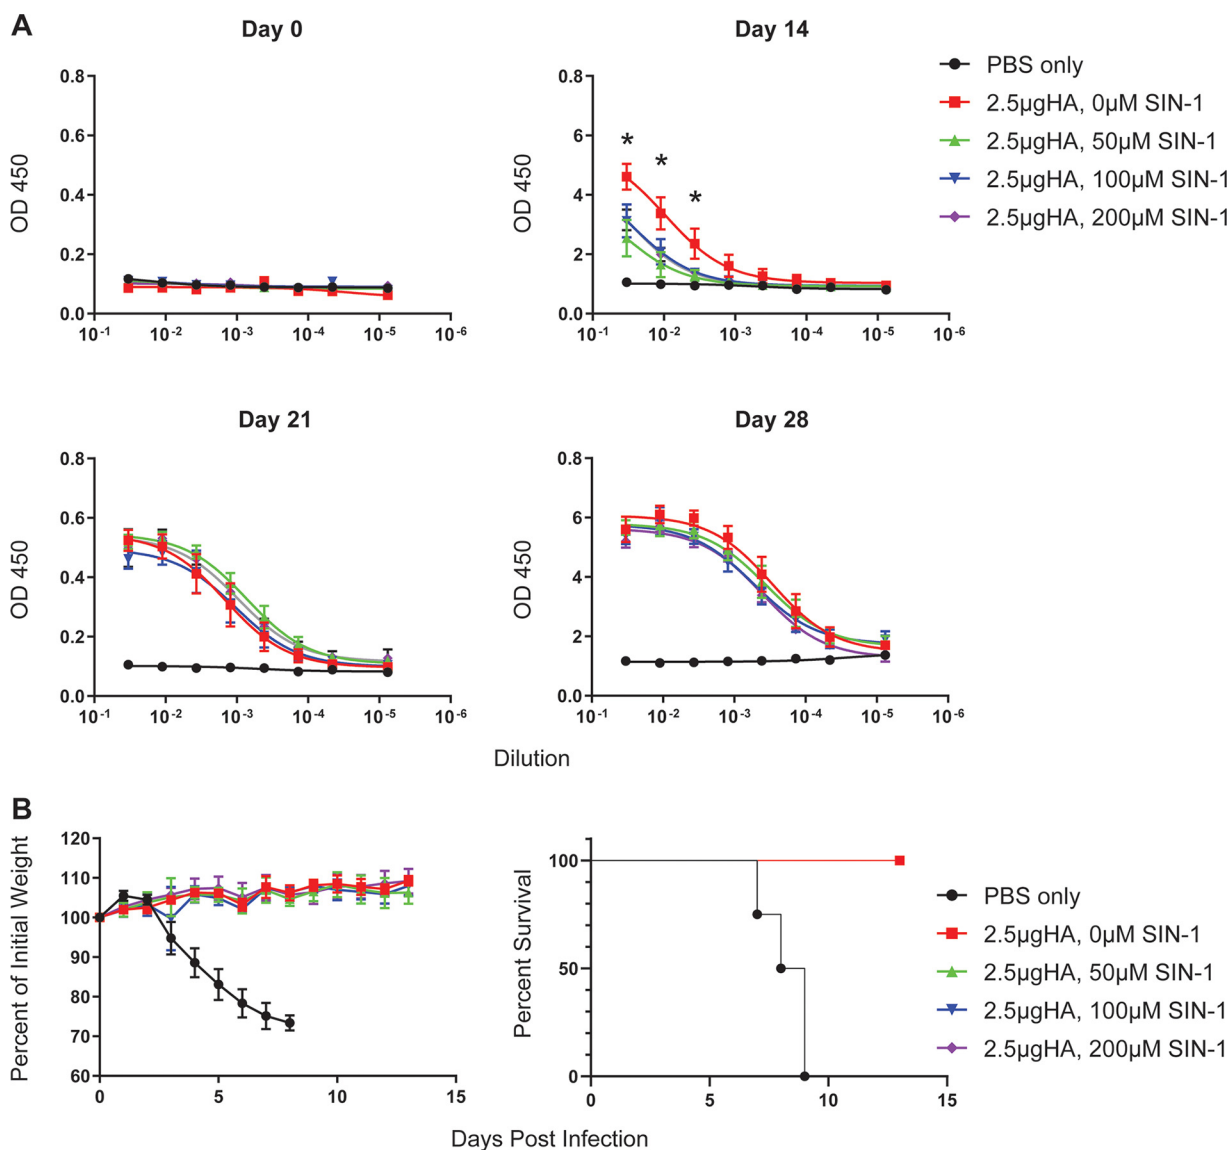 A
Day 0
Day 14
PBS only
2.5µgHA, 0µM SIN-1
2.5µgHA, 50µM SIN-1
2.5µgHA, 100µM SIN-1
2.5µgHA, 200µM SIN-1
OD 450
0.8
0.6
0.4
0.2
0.0
10-1 10-2 10-3 10-4 10-5 10-6
OD 450
0.8
6
4
2
0.0
* * *
10-1 10-2 10-3 10-4 10-5 10-6
Day 21
Day 28
OD 450
0.8
0.6
0.4
0.2
0.0
10-1 10-2 10-3 10-4 10-5 10-6
OD 450
0.8
6
4
2
0.0
10-1 10-2 10-3 10-4 10-5 10-6
Dilution
B
Percent of Initial Weight
120
110
100
90
80
70
60
0 5 10 15
Percent Survival
100
50
0
0 5 10 15
PBS only
2.5µgHA, 0µM SIN-1
2.5µgHA, 50µM SIN-1
2.5µgHA, 100µM SIN-1
2.5µgHA, 200µM SIN-1
Days Post Infection